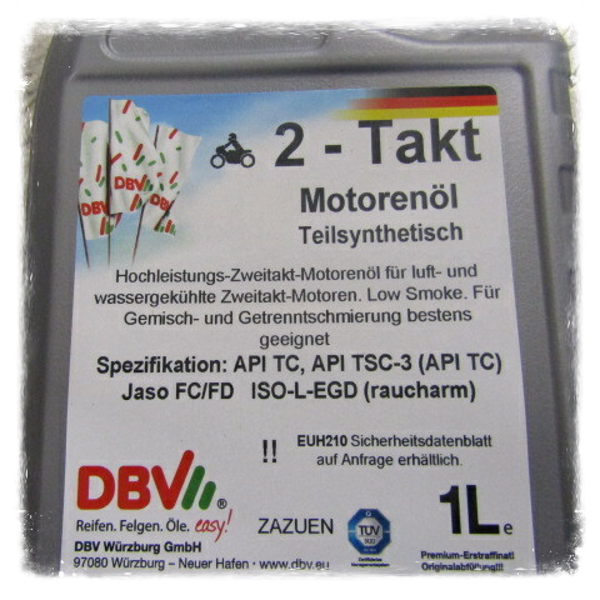 2 - Takt
Motorenöl
Teilsynthetisch
Hochleistungs-Zweitakt-Motorenöl für luft- und
wassergekühlte Zweitakt-Motoren. Low Smoke. Für
Gemisch- und Getrenntschmierung bestens
geeignet
Spezifikation: API TC, API TSC-3 (API TC)
Jaso FC/FD ISO-L-EGD (raucharm)
!! EUH210 Sicherheitsdatenblatt
auf Anfrage erhältlich.
DBV®
Reifen. Felgen. Öle. easy!
DBV Würzburg GmbH
97080 Würzburg – Neuer Hafen · www.dbv.eu
ZAZUEN
TÜV
1L e
Premium-Erstraffinat!
Originalabfüllung!!!
DBV
DBV